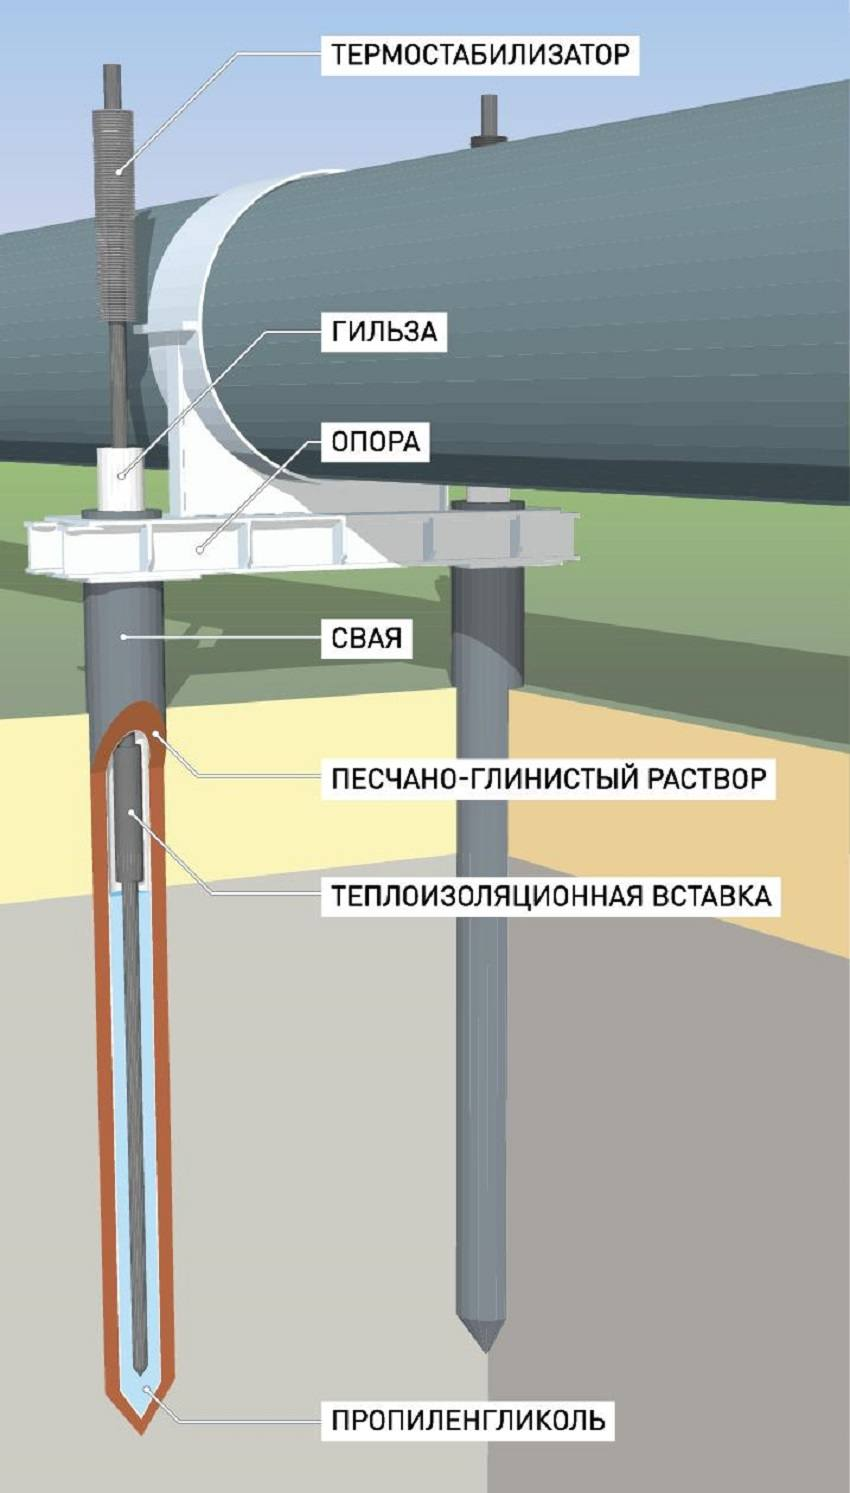 ТЕРМОСТАБИЛИЗАТОР
ГИЛЬЗА
ОПОРА
СВАЯ
ПЕСЧАНО-ГЛИНИСТЫЙ РАСТВОР
ТЕПЛОИЗОЛЯЦИОННАЯ ВСТАВКА
ПРОПИЛЕНГЛИКОЛЬ